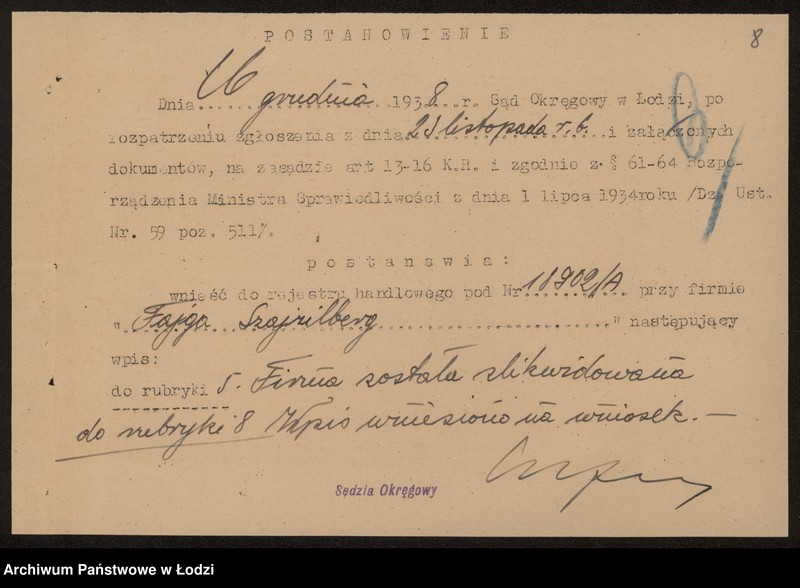 8
POSTANOWIENIE
Dnia 16 grudnia 1938 r. Sąd Okręgowy w Łodzi, po
rozpatrzeniu zgłoszenia z dnia 23 listopada r.b. i załączonych
dokumentów, na zasadzie art 13-16 K.H. i zgodnie z § 61-64 Rozpo-
rządzenia Ministra Sprawiedliwości z dnia 1 lipca 1934roku /Dz. Ust.
Nr. 59 poz. 511/.
postanawia:
wnieść do rejestru handlowego pod Nr 18902/A przy firmie
"Fajga Szajzilberg" następujący
wpis:
do rubryki 5. Firma została zlikwidowana
do rubryki 8 Wpis wniesiono na wniosek.—
Sędzia Okręgowy
Archiwum Państwowe w Łodzi